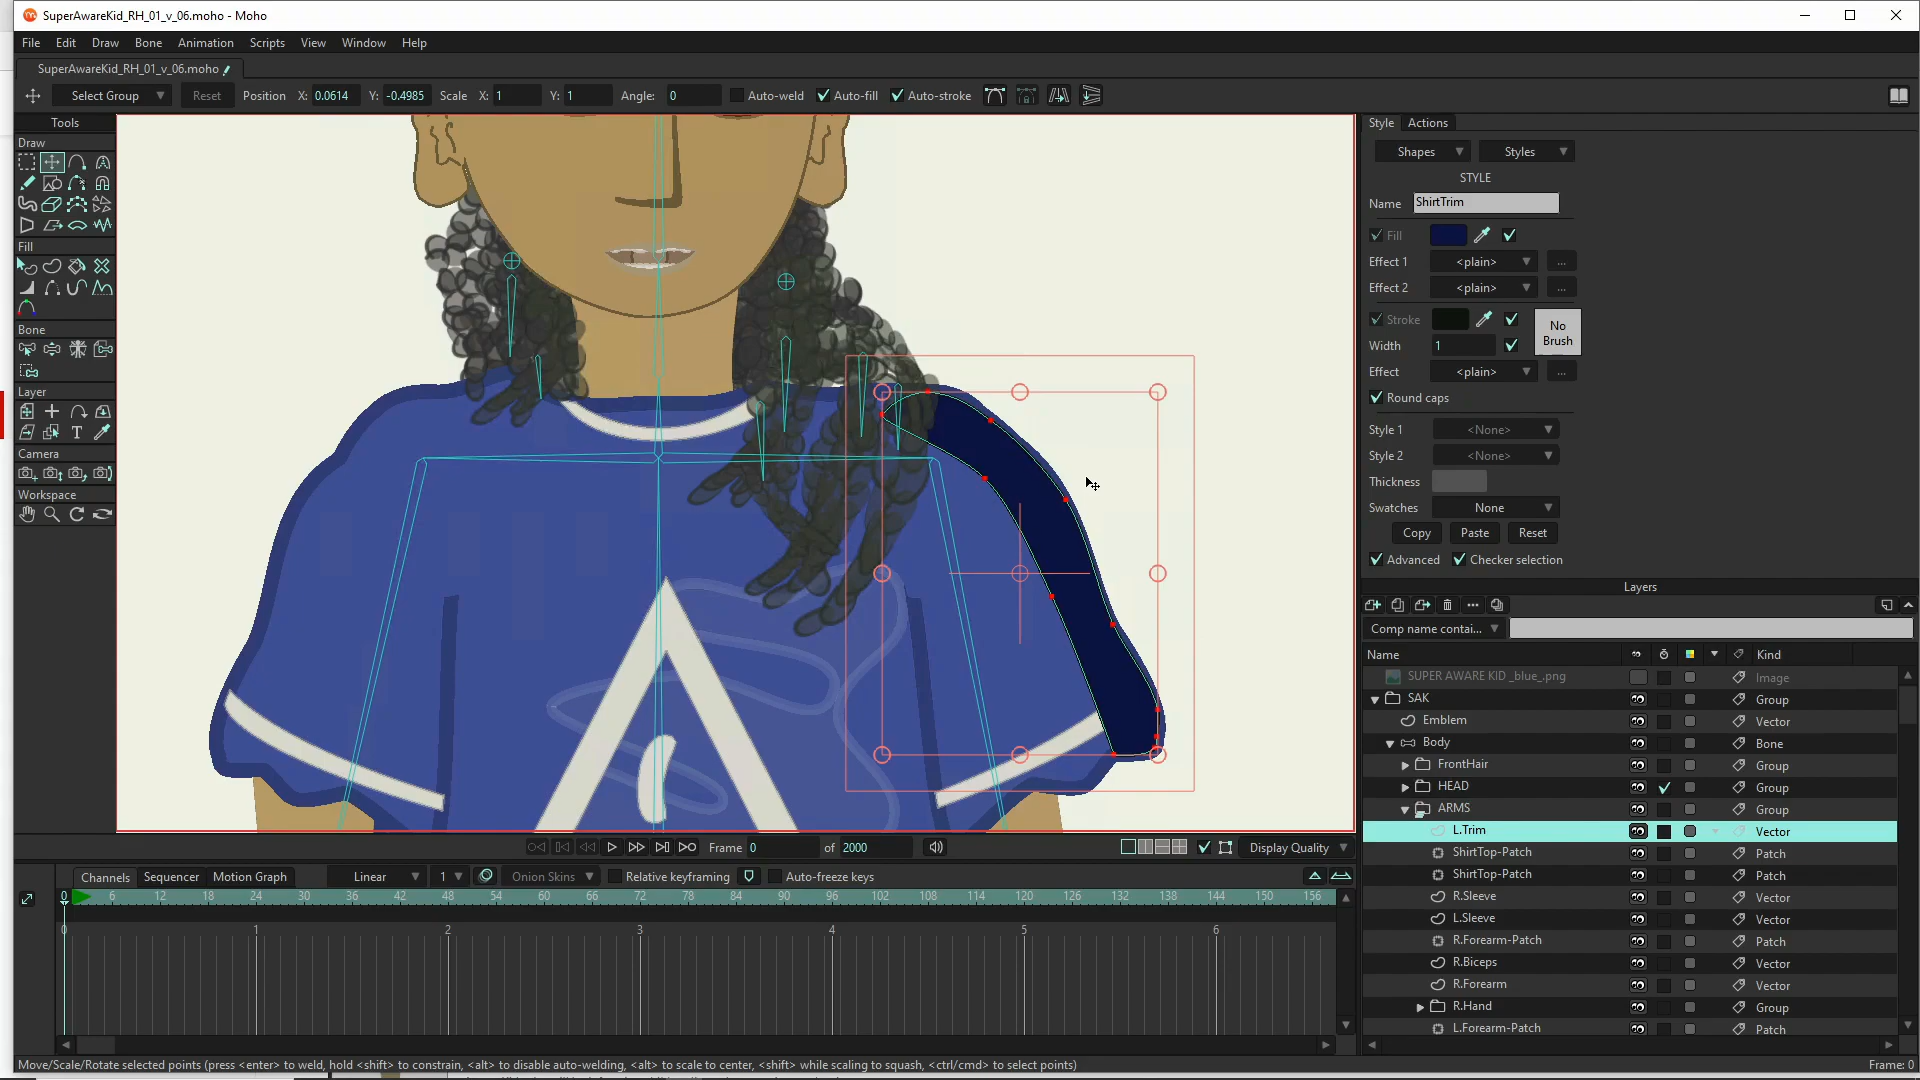 SuperAwareKid_RH_01_v_06.moho - Moho
File Edit Draw Bone Animation Scripts View Window Help
SuperAwareKid_RH_01_v_06.moho
Select Group Reset Position X: 0.0614 Y: -0.4985 Scale X: 1 Y: 1 Angle: 0 Auto-weld Auto-fill Auto-stroke
Tools
Draw
Fill
Bone
Layer
Camera
Workspace
Style Actions
Shapes Styles
STYLE
Name ShirtTrim
Fill
Effect 1 <plain> ...
Effect 2 <plain> ...
Stroke
No Brush
Width 1
Effect <plain> ...
Round caps
Style 1 <None>
Style 2 <None>
Thickness
Swatches None
Copy Paste Reset
Advanced Checker selection
Layers
Comp name contai...
Name Kind
SUPER AWARE KID _blue_.png Image
SAK Group
Emblem Vector
Body Bone
FrontHair Group
HEAD Group
ARMS Group
L.Trim Vector
ShirtTop-Patch Patch
ShirtTop-Patch Patch
R.Sleeve Vector
L.Sleeve Vector
R.Forearm-Patch Patch
R.Biceps Vector
R.Forearm Vector
R.Hand Group
L.Forearm-Patch Patch
Frame 0 of 2000 Display Quality
Channels Sequencer Motion Graph Linear 1 Onion Skins Relative keyframing Auto-freeze keys
0 6 12 18 24 30 36 42 48 54 60 66 72 78 84 90 96 102 108 114 120 126 132 138 144 150 156
0 1 2 3 4 5 6
Move/Scale/Rotate selected points (press <enter> to weld, hold <shift> to constrain, <alt> to disable auto-welding, <alt> to scale to center, <shift> while scaling to squash, <ctrl/cmd> to select points) Frame: 0